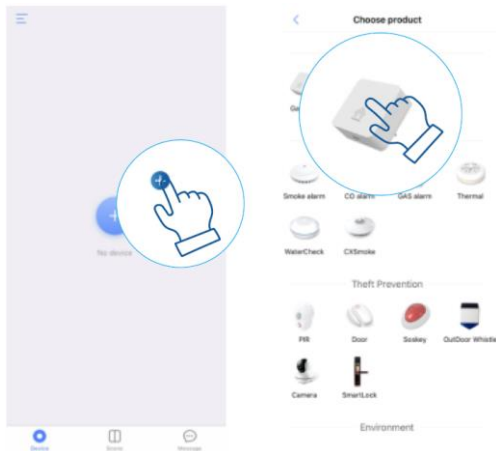 No device
Device
Scene
Message
Choose product
Smoke alarm
CO alarm
GAS alarm
Thermal
WaterCheck
CXSmoke
Theft Prevention
PIR
Door
Soskey
OutDoor Whistle
Camera
SmartLock
Environment